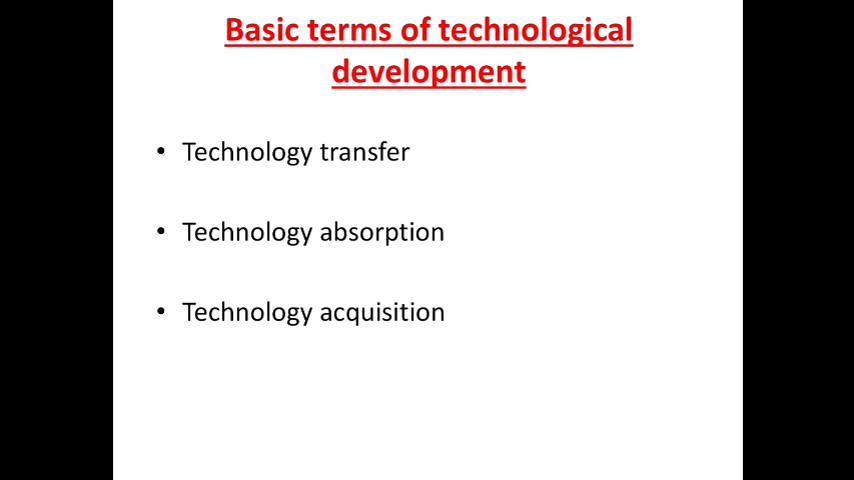 Basic terms of technological
development
• Technology transfer
• Technology absorption
• Technology acquisition